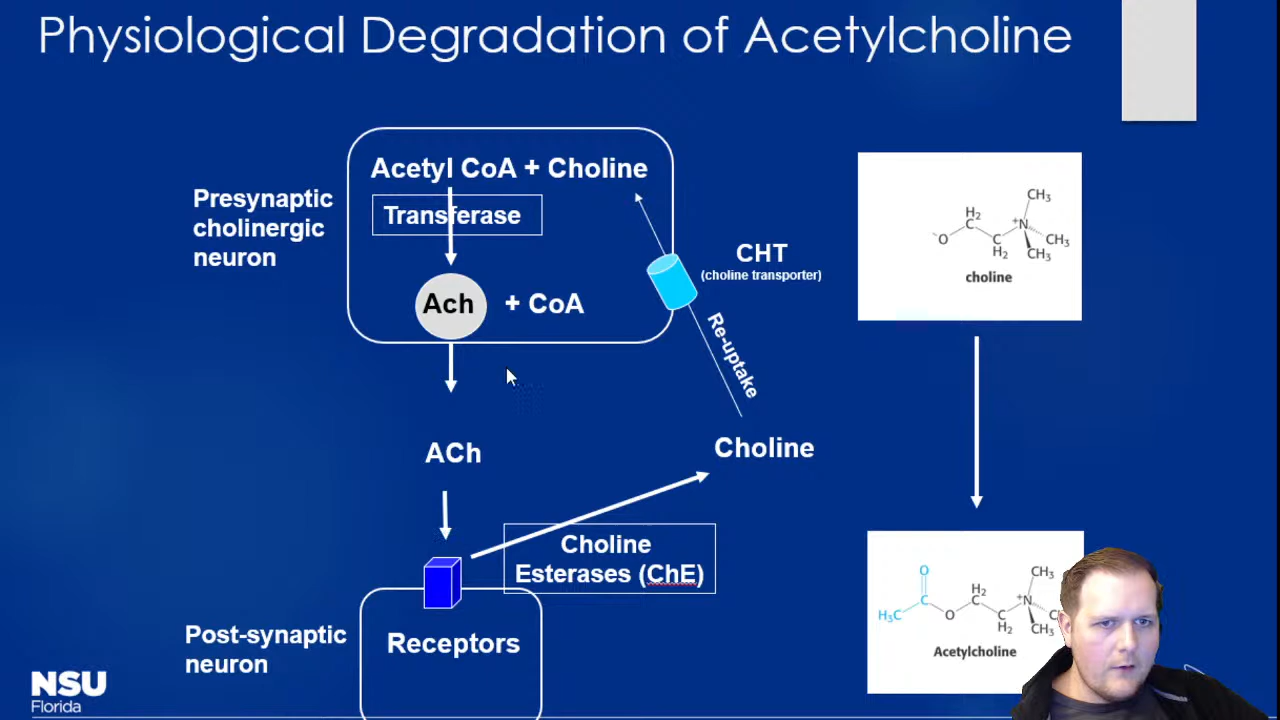 Physiological Degradation of Acetylcholine
Acetyl CoA + Choline
Presynaptic
cholinergic
neuron
Transferase
Ach
+ CoA
CHT
(choline transporter)
Re-uptake
ACh
Choline
Choline
Esterases (ChE)
Post-synaptic
neuron
Receptors
NSU
Florida
CH₃
H₂
C
⁺N
⁻O
C
CH₃
H₂
CH₃
choline
O
CH₃
H₂
C
C
⁺N
H₃C
O
C
H₂
CH₃
Acetylcholine